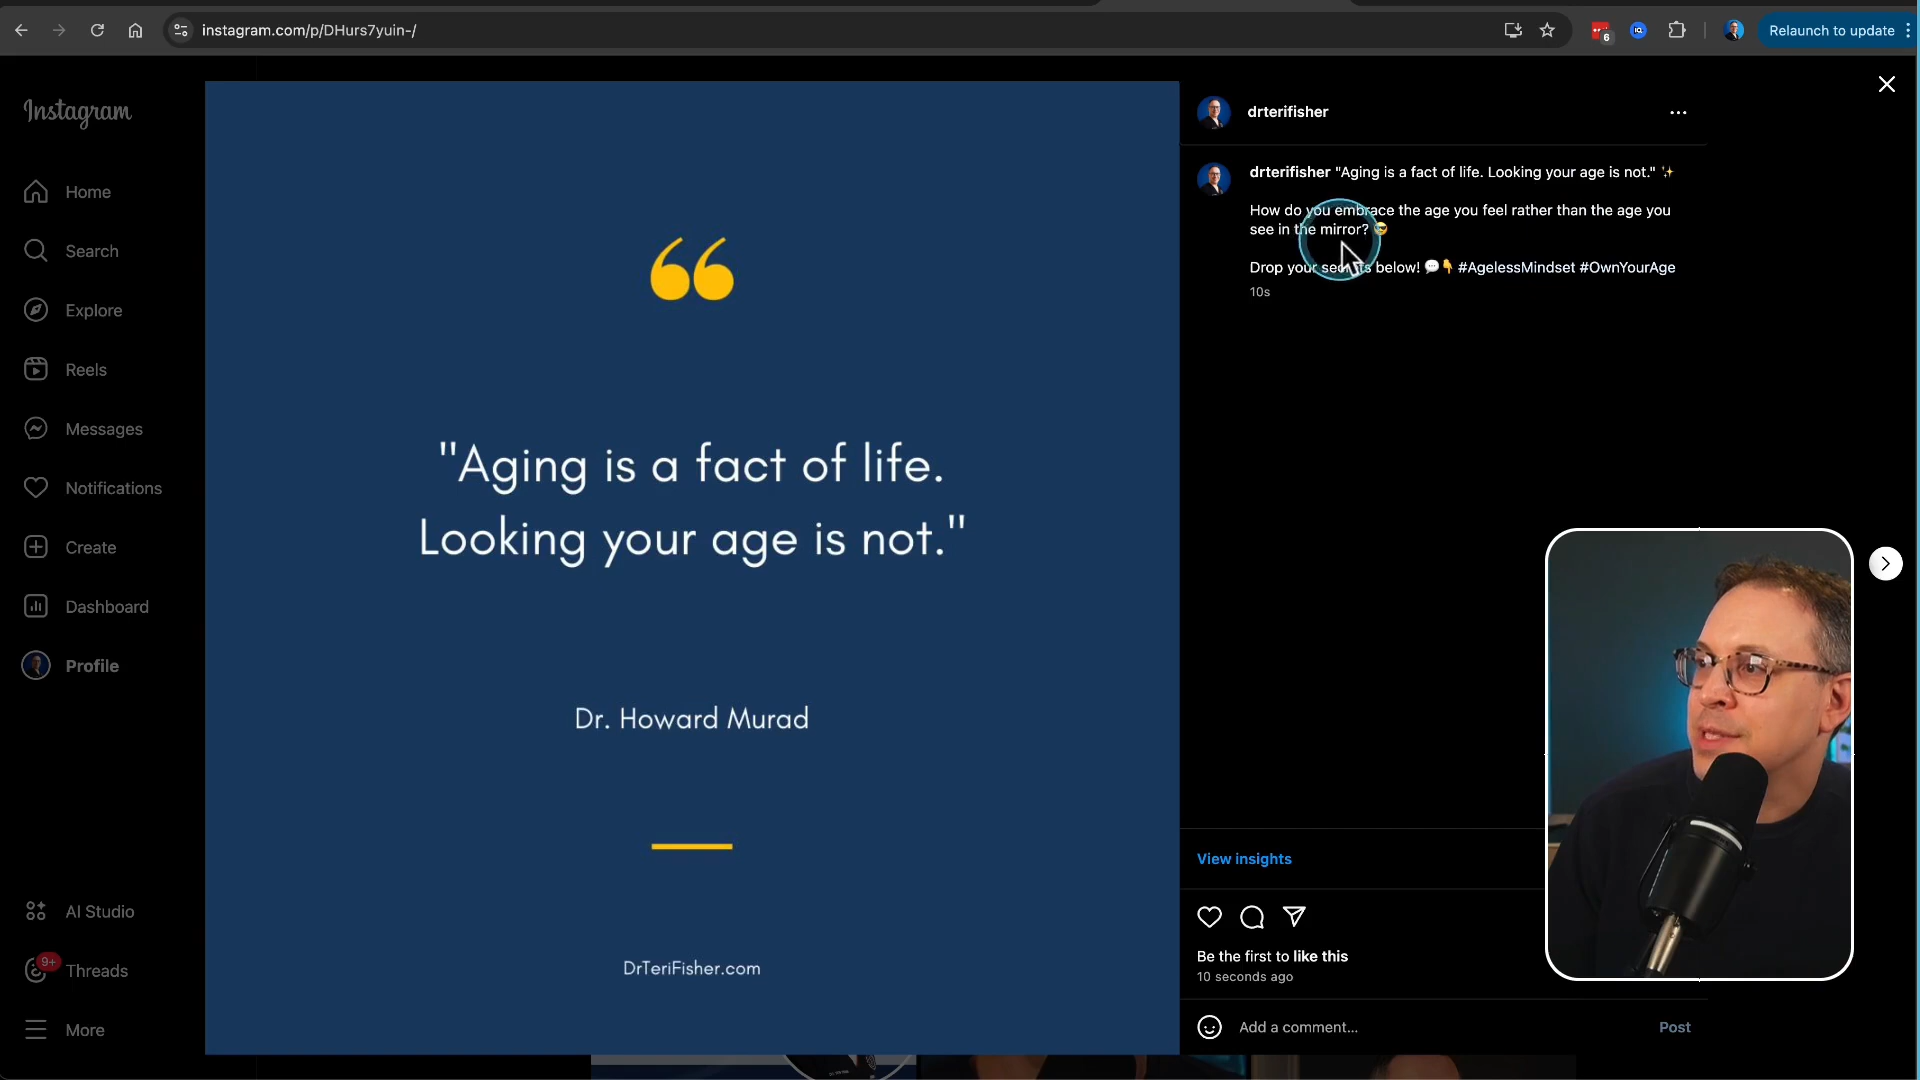 instagram.com/p/DHurs7yuin-/
6
Relaunch to update
Instagram
Home
Search
Explore
Reels
Messages
Notifications
Create
Dashboard
Profile
AI Studio
9+
Threads
More
"Aging is a fact of life.
Looking your age is not."
Dr. Howard Murad
DrTeriFisher.com
drterifisher
drterifisher "Aging is a fact of life. Looking your age is not." ✨
How do you embrace the age you feel rather than the age you
see in the mirror? 😎
Drop your secrets below! 💬👇 #AgelessMindset #OwnYourAge
10s
View insights
Be the first to like this
10 seconds ago
Add a comment...
Post